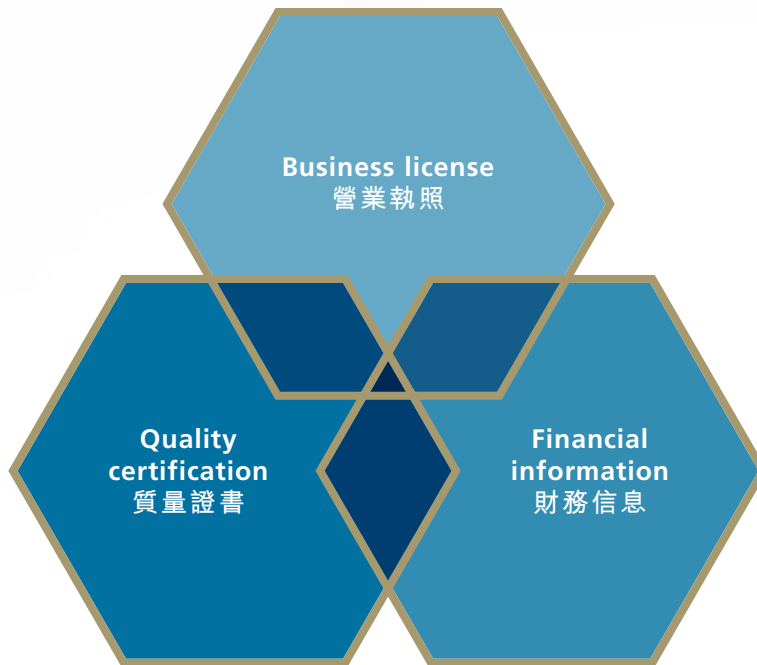 Business license
營業執照
Quality
certification
質量證書
Financial
information
財務信息